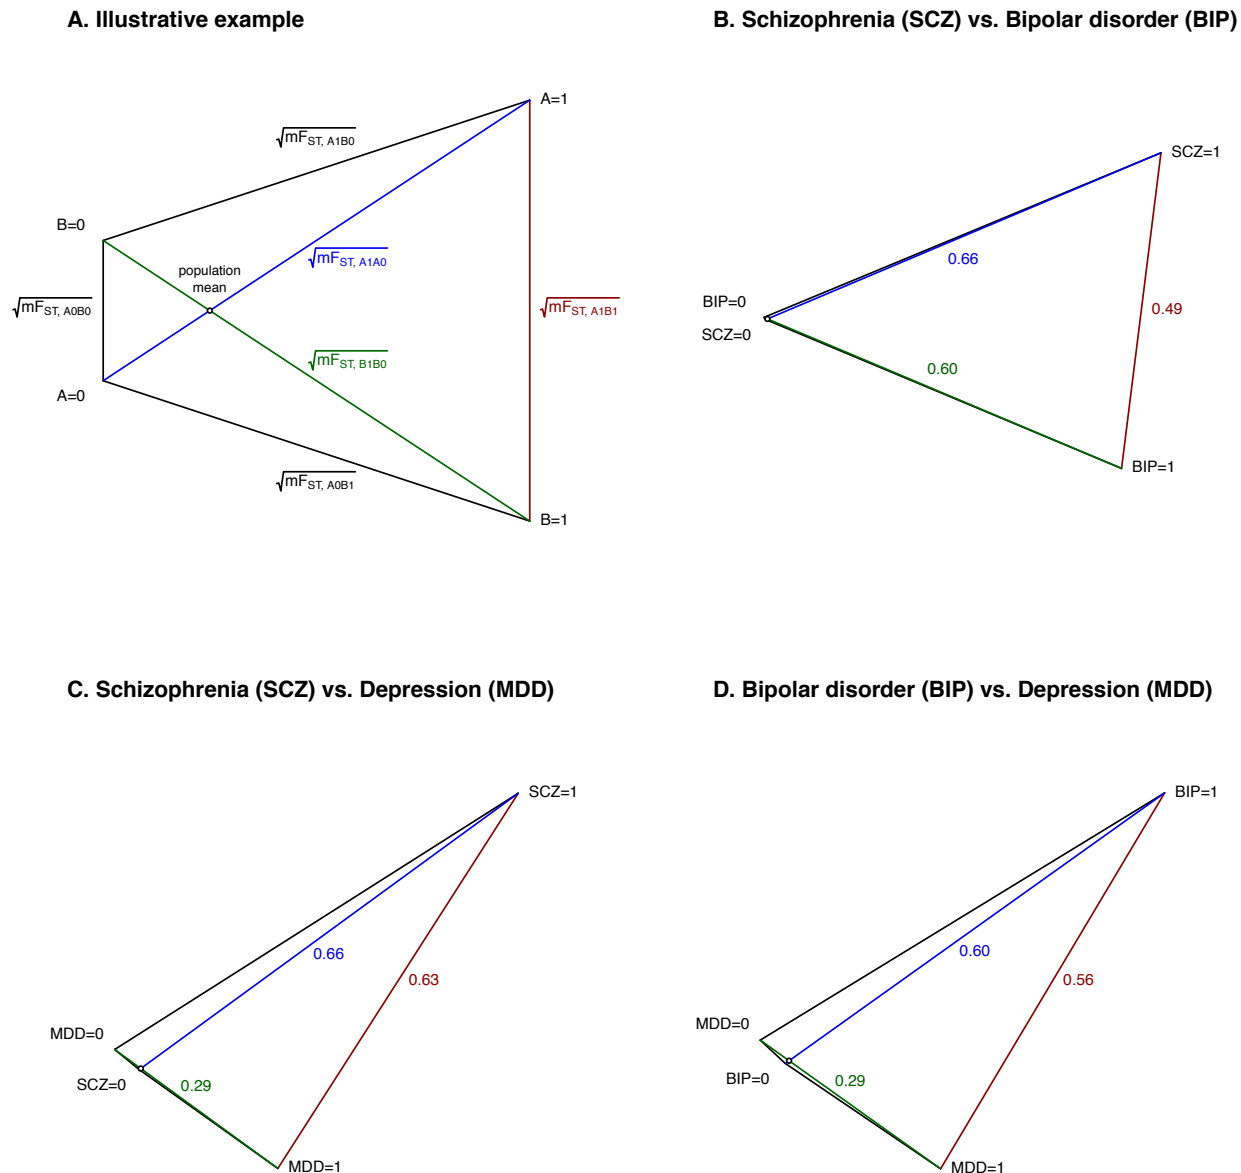 A. Illustrative example
A=1
√mF_ST, A1B0
B=0
√mF_ST, A1A0
population
mean
√mF_ST, A0B0
√mF_ST, A1B1
√mF_ST, B1B0
A=0
√mF_ST, A0B1
B=1
B. Schizophrenia (SCZ) vs. Bipolar disorder (BIP)
SCZ=1
0.66
BIP=0
0.49
SCZ=0
0.60
BIP=1
C. Schizophrenia (SCZ) vs. Depression (MDD)
SCZ=1
0.66
0.63
MDD=0
SCZ=0
0.29
MDD=1
D. Bipolar disorder (BIP) vs. Depression (MDD)
BIP=1
0.60
0.56
MDD=0
BIP=0
0.29
MDD=1